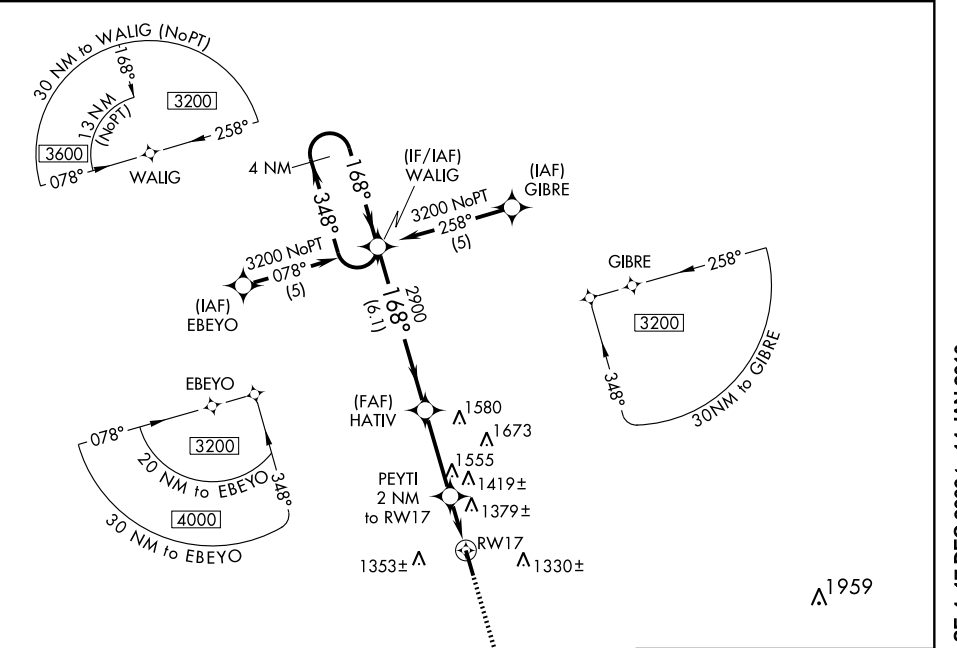 30 NM to WALIG (NoPT)
168°
13 NM
(NoPT)
3200
258°
3600
078°
WALIG
4 NM
168°
348°
(IF/IAF)
WALIG
(IAF)
GIBRE
3200 NoPT
258°
(5)
3200 NoPT
078°
(5)
(IAF)
EBEYO
2900
168°
(6.1)
GIBRE
258°
3200
348°
30NM to GIBRE
EBEYO
078°
3200
20 NM to EBEYO
348°
4000
30 NM to EBEYO
(FAF)
HATIV
1580
1673
1555
1419±
1379±
PEYTI
2 NM
to RW17
RW17
1353±
1330±
1959